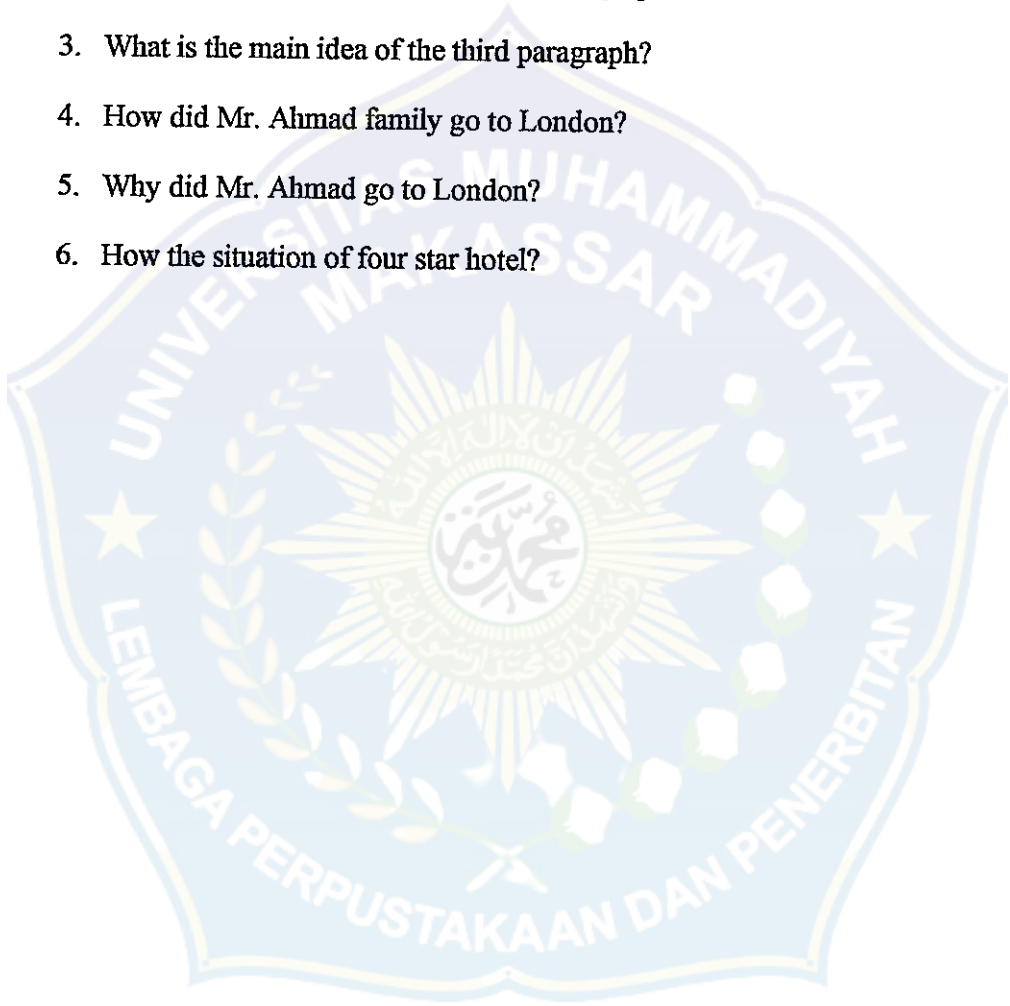 3. What is the main idea of the third paragraph?
4. How did Mr. Ahmad family go to London?
5. Why did Mr. Ahmad go to London?
6. How the situation of four star hotel?
UNIVERSITAS MUHAMMADIYAH
MAKASSAR
LEMBAGA PERPUSTAKAAN DAN PENERBITAN